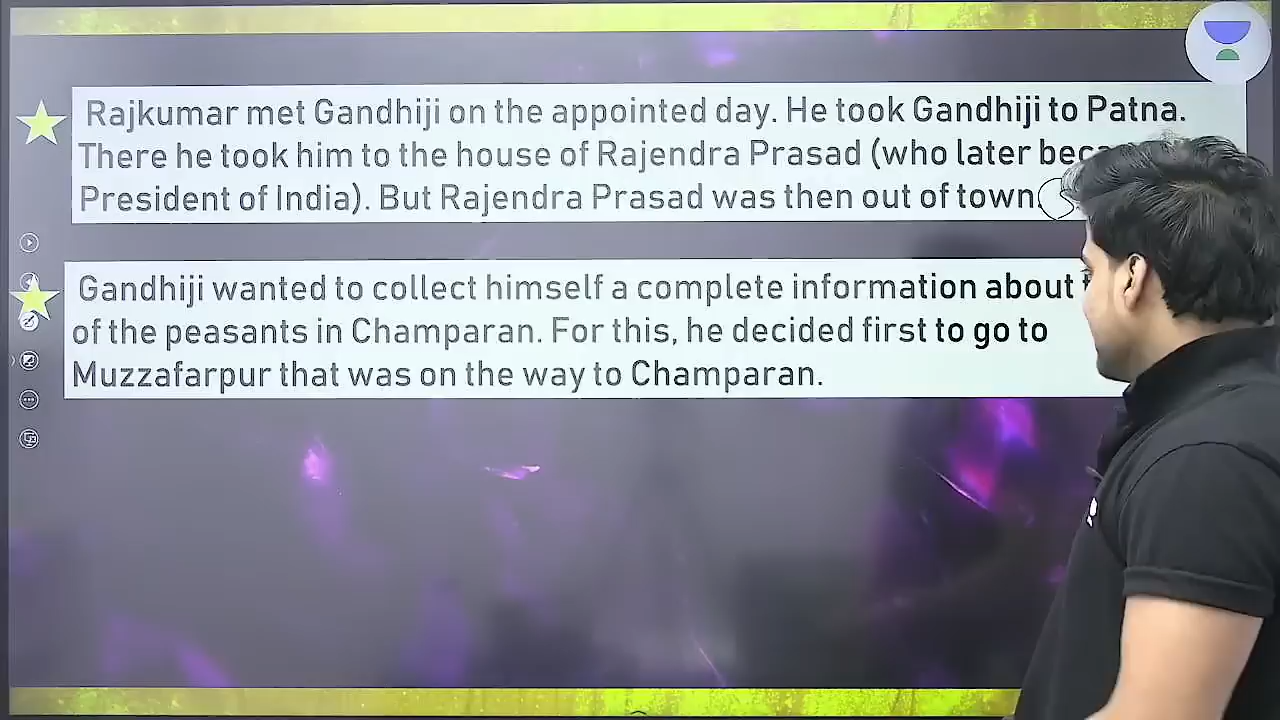 Rajkumar met Gandhiji on the appointed day. He took Gandhiji to Patna.
There he took him to the house of Rajendra Prasad (who later
President of India). But Rajendra Prasad was then out of town.
Gandhiji wanted to collect himself a complete information about
of the peasants in Champaran. For this, he decided first to go to
Muzzafarpur that was on the way to Champaran.